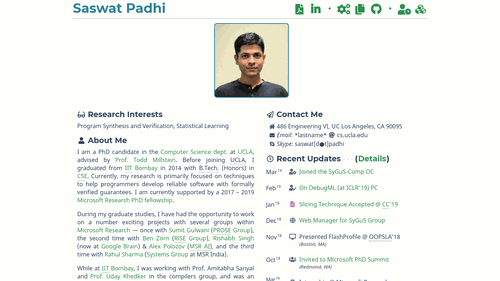 Saswat Padhi
Research Interests
Program Synthesis and Verification, Statistical Learning
About Me
I am a PhD candidate in the Computer Science dept. at UCLA,
advised by Prof. Todd Millstein. Before joining UCLA, I
graduated from IIT Bombay in 2014 with B.Tech. (Honors) in
CSE. Currently, my research is primarily focused on techniques
to help programmers develop reliable software with formally
verified guarantees. I am currently supported by a 2017 – 2019
Microsoft Research PhD fellowship.
During my graduate studies, I have had the opportunity to work
on a number exciting projects with several groups within
Microsoft Research — once with Sumit Gulwani (PROSE Group),
the second time with Ben Zorn (RiSE Group), Rishabh Singh
(now at Google Brain) & Alex Polozov (MSR AI), and the third
time with Rahul Sharma (Systems Group at MSR India).
While at IIT Bombay, I was working with Prof. Amitabha Sanyal
and Prof. Uday Khedker in the compilers group, and was an
Contact Me
486 Engineering VI, UC Los Angeles, CA 90095
Email: *lastname* @ cs.ucla.edu
Skype: saswat[d●t]padhi
Recent Updates (Details)
Mar'19 Joined the SyGuS-Comp OC
Feb'19 On DebugML (at ICLR'19) PC
Jan'19 Slicing Technique Accepted @ CC'19
Dec'18 Web Manager for SyGuS Group
Nov'18 Presented FlashProfile @ OOPSLA'18
(Boston, MA)
Oct'18 Invited to Microsoft PhD Summit
(Redmond, WA)